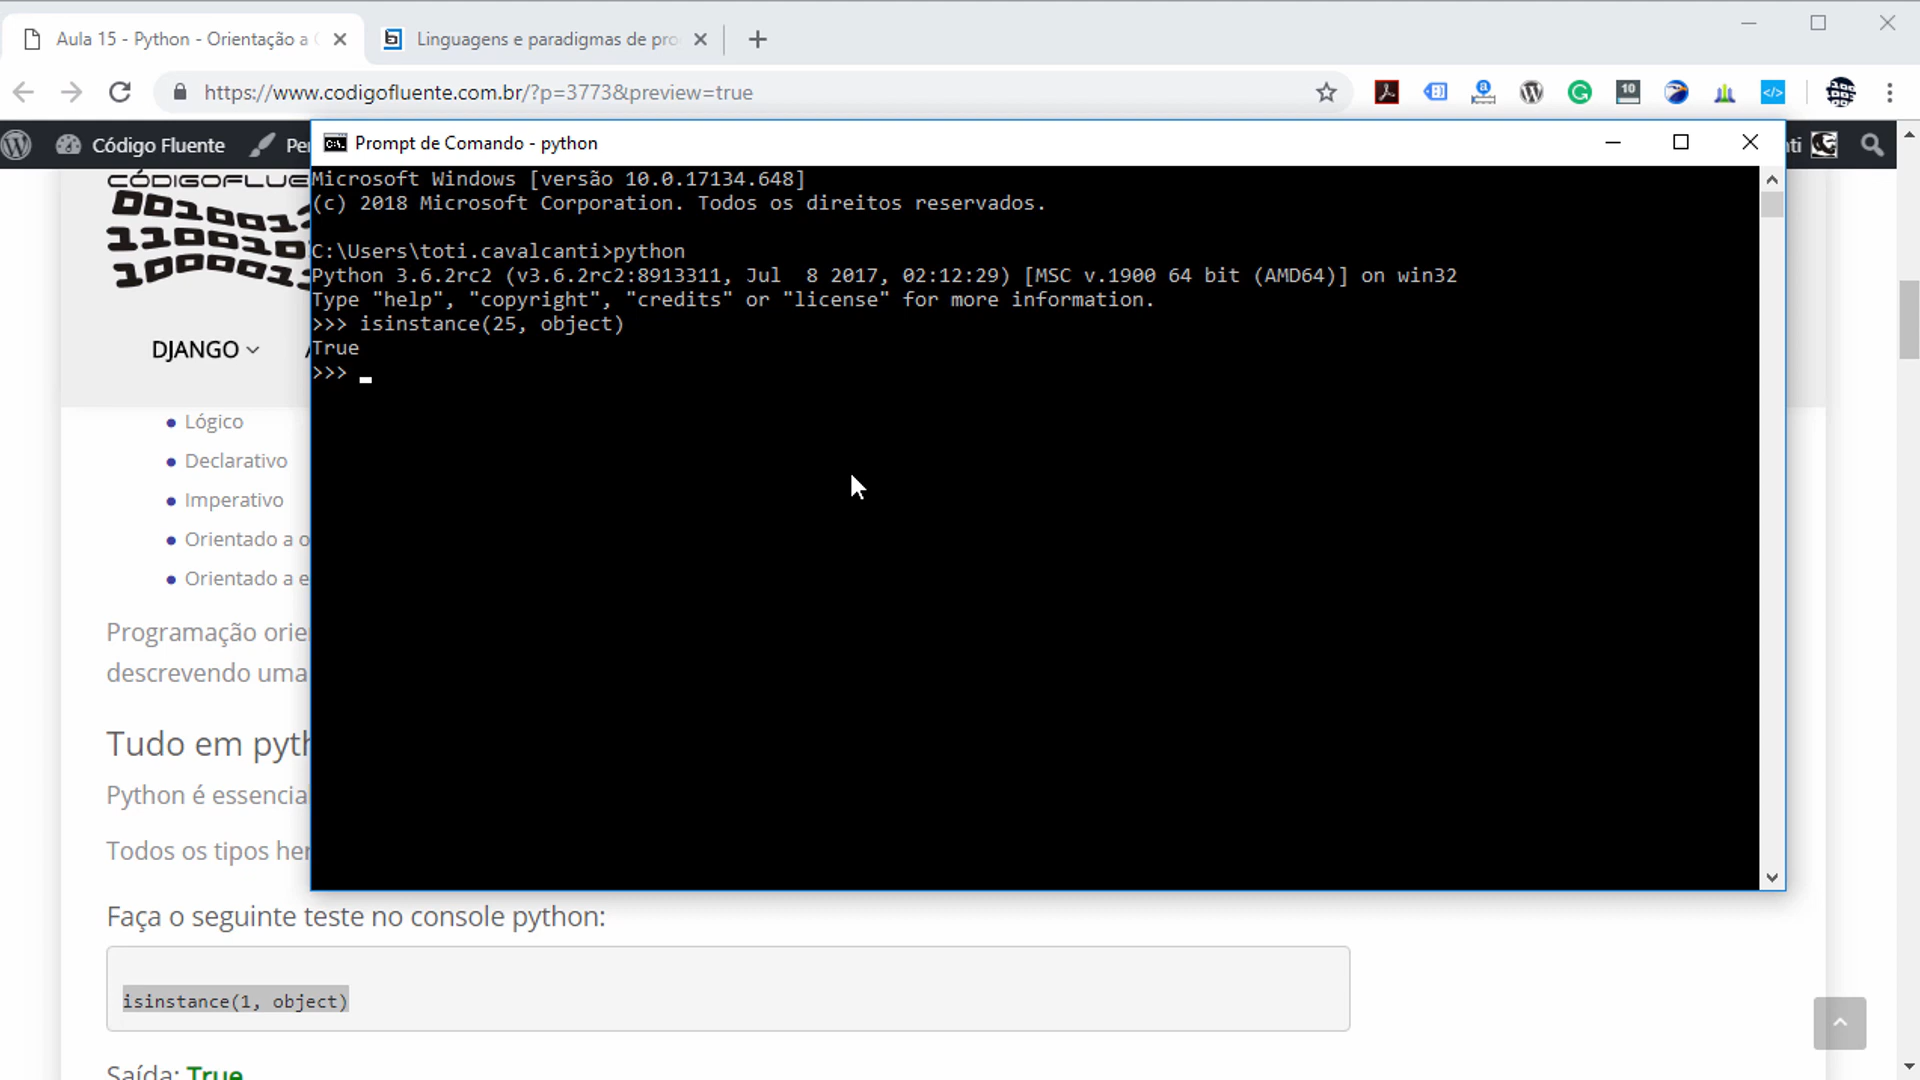 Aula 15 - Python - Orientação a
Linguagens e paradigmas de pro
https://www.codigofluente.com.br/?p=3773&preview=true
10
Código Fluente
Pe
ti
Prompt de Comando - python
CÓDIGOFLUE
Microsoft Windows [versão 10.0.17134.648]
(c) 2018 Microsoft Corporation. Todos os direitos reservados.
C:\Users\toti.cavalcanti>python
Python 3.6.2rc2 (v3.6.2rc2:8913311, Jul  8 2017, 02:12:29) [MSC v.1900 64 bit (AMD64)] on win32
Type "help", "copyright", "credits" or "license" for more information.
>>> isinstance(25, object)
True
>>>
DJANGO
Lógico
Declarativo
Imperativo
Orientado a o
Orientado a e
Programação orie
descrevendo uma
Tudo em pyth
Python é essencia
Todos os tipos her
Faça o seguinte teste no console python:
isinstance(1, object)
Saída: True